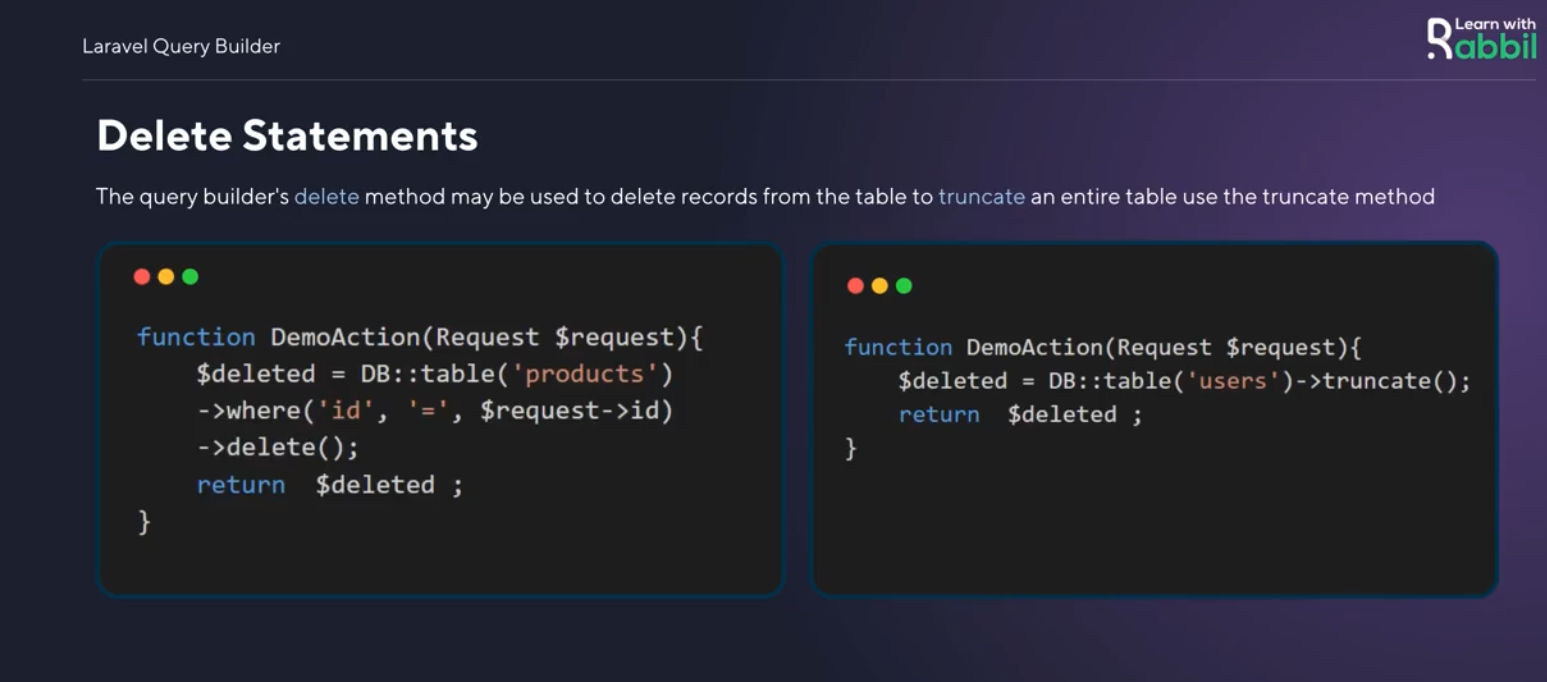 Laravel Query Builder
Learn with
Rabbil
Delete Statements
The query builder's delete method may be used to delete records from the table to truncate an entire table use the truncate method
function DemoAction(Request $request){
    $deleted = DB::table('products')
    ->where('id', '=', $request->id)
    ->delete();
    return  $deleted ;
}
function DemoAction(Request $request){
    $deleted = DB::table('users')->truncate();
    return  $deleted ;
}